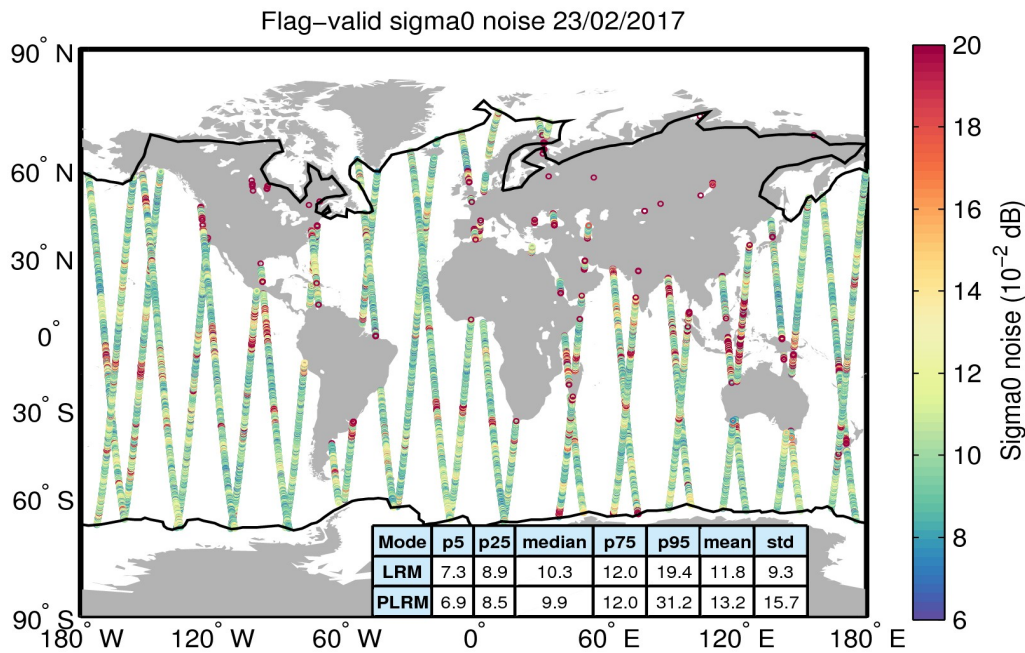 Flag−valid sigma0 noise 23/02/2017
90° N
60° N
30° N
0°
30° S
60° S
90° S
180° W 120° W 60° W 0° 60° E 120° E 180° E
Mode p5 p25 median p75 p95 mean std
LRM 7.3 8.9 10.3 12.0 19.4 11.8 9.3
PLRM 6.9 8.5 9.9 12.0 31.2 13.2 15.7
20
18
16
14
12
10
8
6
Sigma0 noise (10−2 dB)